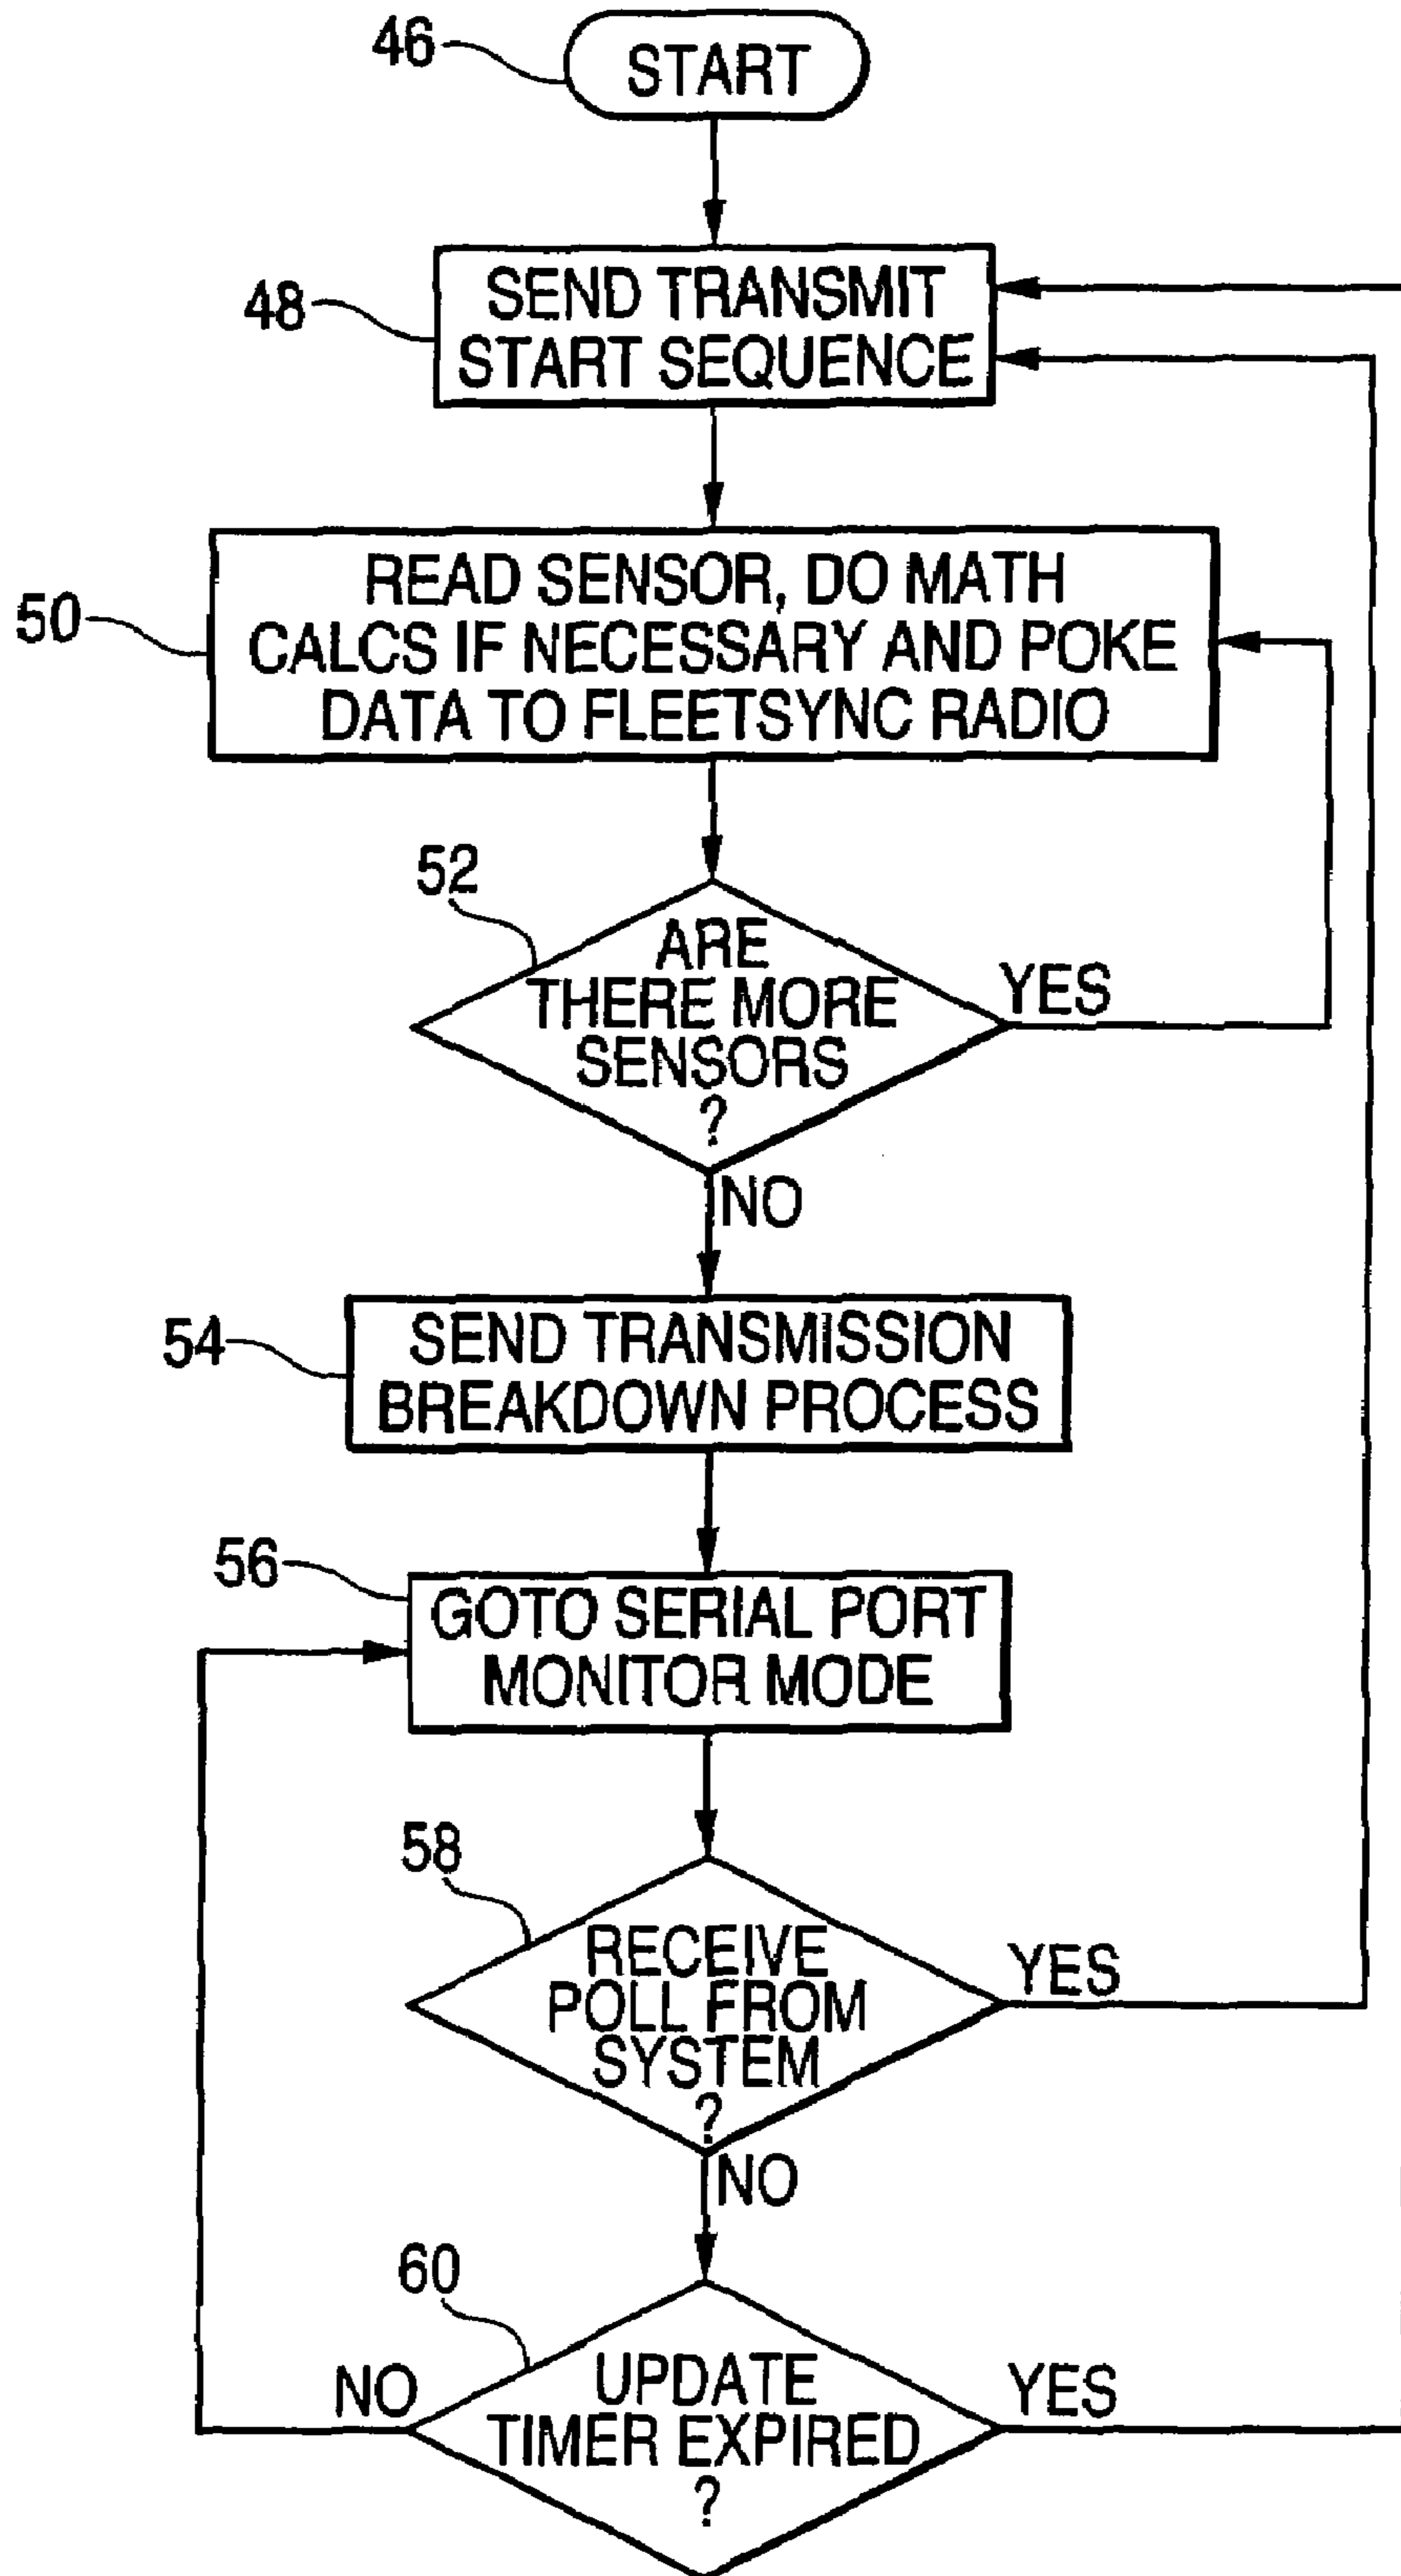 46
START
48
SEND TRANSMIT
START SEQUENCE
50
READ SENSOR, DO MATH
CALCS IF NECESSARY AND POKE
DATA TO FLEETSYNC RADIO
52
ARE
THERE MORE
SENSORS
?
YES
NO
54
SEND TRANSMISSION
BREAKDOWN PROCESS
56
GOTO SERIAL PORT
MONITOR MODE
58
RECEIVE
POLL FROM
SYSTEM
?
YES
NO
60
UPDATE
TIMER EXPIRED
?
NO
YES